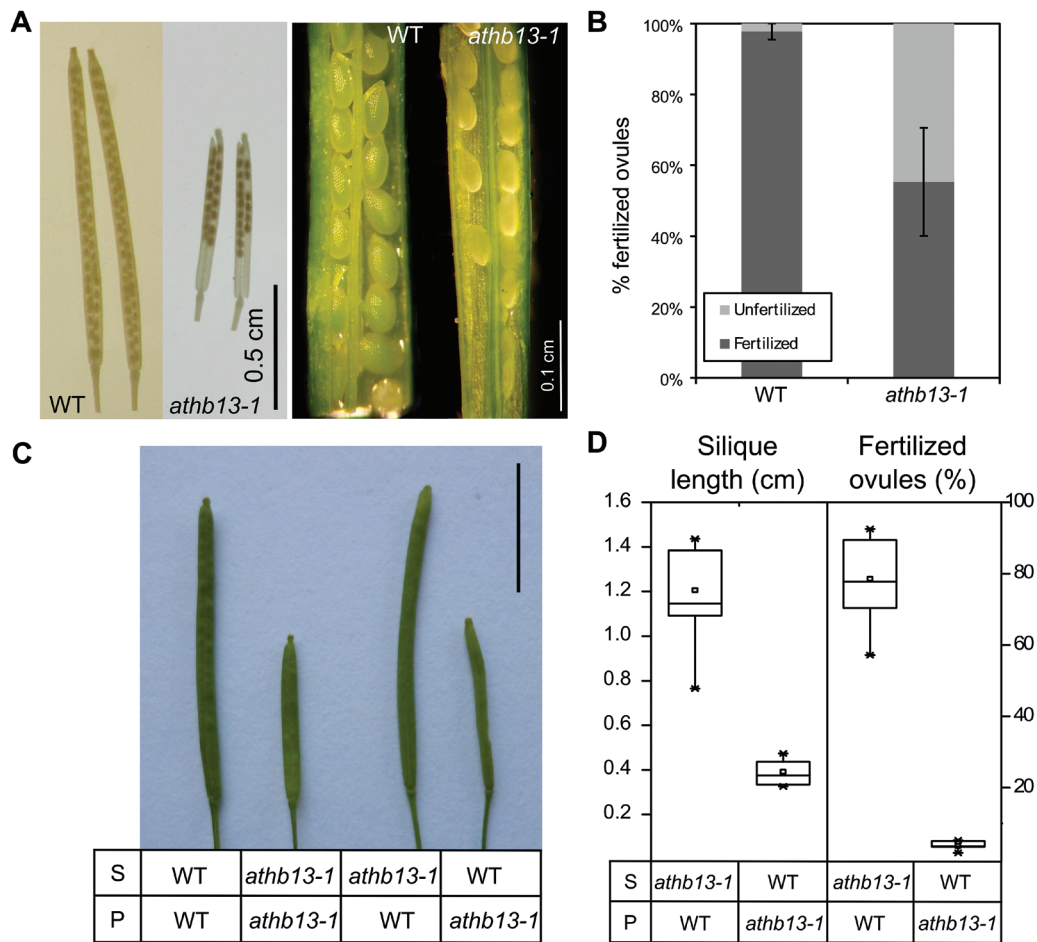 A
WT
athb13-1
0.5 cm
WT
athb13-1
0.1 cm
B
100%
80%
60%
40%
20%
0%
% fertilized ovules
Unfertilized
Fertilized
WT
athb13-1
C
S WT athb13-1 athb13-1 WT
P WT athb13-1 WT athb13-1
D
Silique length (cm)
Fertilized ovules (%)
1.6
1.4
1.2
1.0
0.8
0.6
0.4
0.2
100
80
60
40
20
S athb13-1 WT athb13-1 WT
P WT athb13-1 WT athb13-1